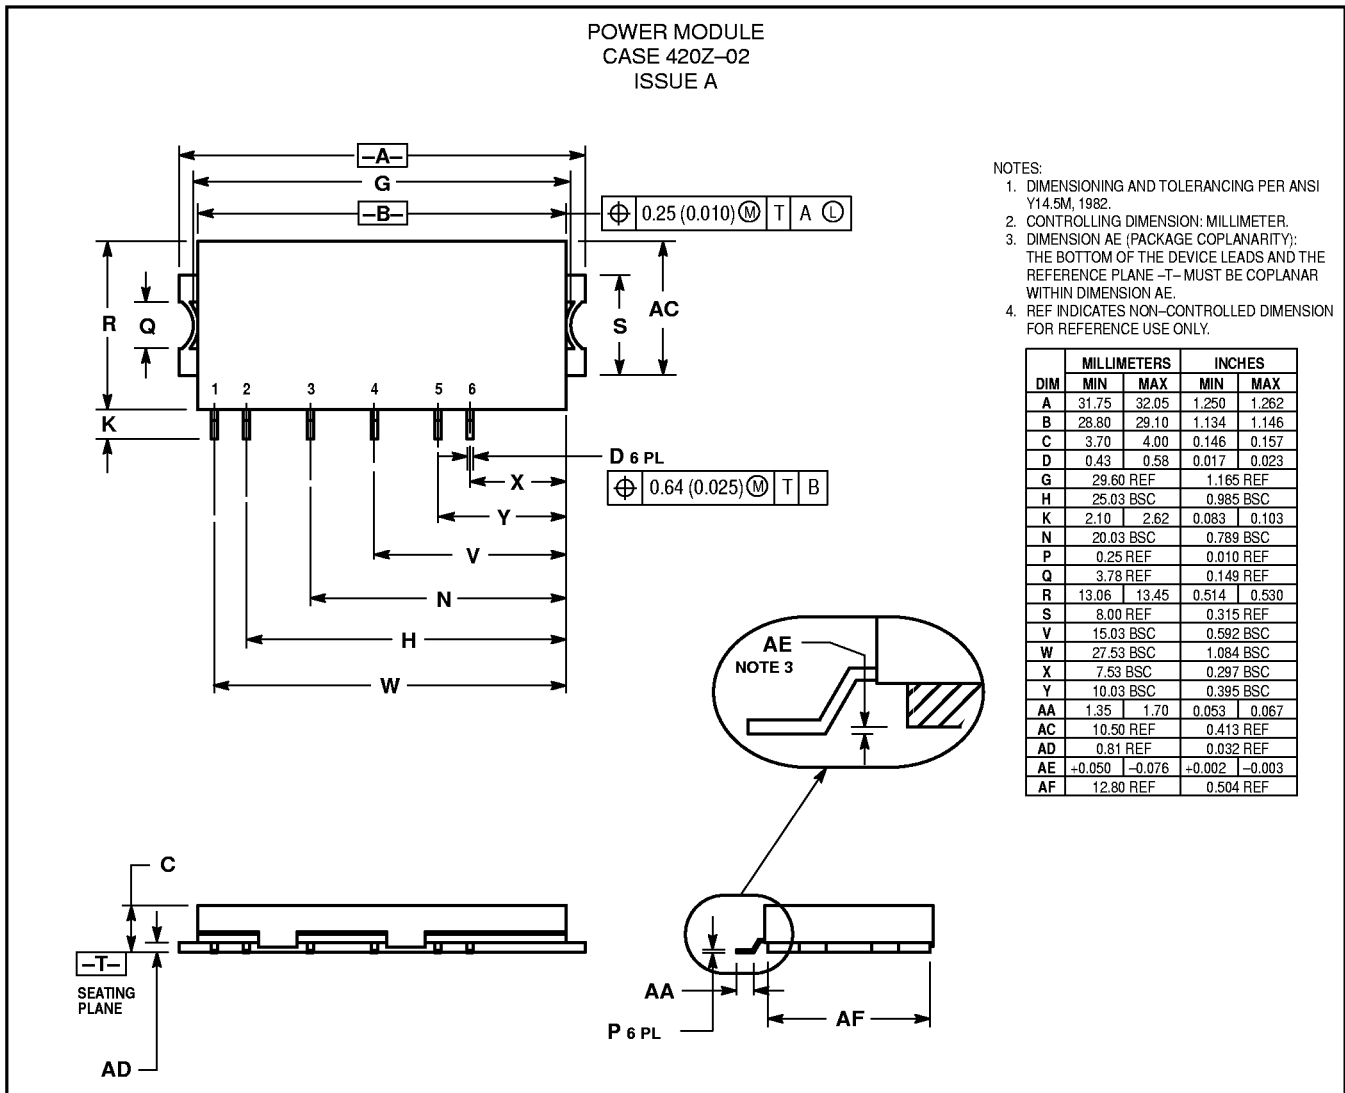 POWER MODULE
CASE 420Z–02
ISSUE A
–A–
G
–B–
0.25 (0.010) Ⓜ T A Ⓛ
R
Q
S
AC
K
1 2 3 4 5 6
D 6 PL
0.64 (0.025) Ⓜ T B
X
Y
V
N
H
W
NOTES:
1. DIMENSIONING AND TOLERANCING PER ANSI
Y14.5M, 1982.
2. CONTROLLING DIMENSION: MILLIMETER.
3. DIMENSION AE (PACKAGE COPLANARITY):
THE BOTTOM OF THE DEVICE LEADS AND THE
REFERENCE PLANE –T– MUST BE COPLANAR
WITHIN DIMENSION AE.
4. REF INDICATES NON–CONTROLLED DIMENSION
FOR REFERENCE USE ONLY.
MILLIMETERS INCHES
DIM MIN MAX MIN MAX
A 31.75 32.05 1.250 1.262
B 28.80 29.10 1.134 1.146
C 3.70 4.00 0.146 0.157
D 0.43 0.58 0.017 0.023
G 29.60 REF 1.165 REF
H 25.03 BSC 0.985 BSC
K 2.10 2.62 0.083 0.103
N 20.03 BSC 0.789 BSC
P 0.25 REF 0.010 REF
Q 3.78 REF 0.149 REF
R 13.06 13.45 0.514 0.530
S 8.00 REF 0.315 REF
V 15.03 BSC 0.592 BSC
W 27.53 BSC 1.084 BSC
X 7.53 BSC 0.297 BSC
Y 10.03 BSC 0.395 BSC
AA 1.35 1.70 0.053 0.067
AC 10.50 REF 0.413 REF
AD 0.81 REF 0.032 REF
AE +0.050 –0.076 +0.002 –0.003
AF 12.80 REF 0.504 REF
AE
NOTE 3
C
–T–
SEATING
PLANE
AD
AA
P 6 PL
AF